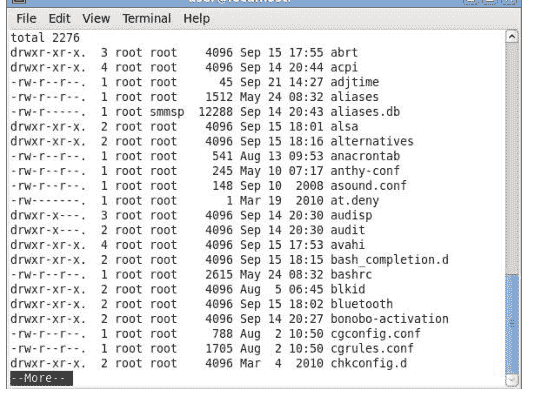 File Edit View Terminal Help
total 2276
drwxr-xr-x. 3 root root 4096 Sep 15 17:55 abrt
drwxr-xr-x. 4 root root 4096 Sep 14 20:44 acpi
-rw-r--r--. 1 root root 45 Sep 21 14:27 adjtime
-rw-r--r--. 1 root root 1512 May 24 08:32 aliases
-rw-r-----. 1 root smmsp 12288 Sep 14 20:43 aliases.db
drwxr-xr-x. 2 root root 4096 Sep 15 18:01 alsa
drwxr-xr-x. 2 root root 4096 Sep 15 18:16 alternatives
-rw-r--r--. 1 root root 541 Aug 13 09:53 anacrontab
-rw-r--r--. 1 root root 245 May 10 07:17 anthy-conf
-rw-r--r--. 1 root root 148 Sep 10 2008 asound.conf
-rw-------. 1 root root 1 Mar 19 2010 at.deny
drwxr-x---. 3 root root 4096 Sep 14 20:30 audisp
drwxr-x---. 2 root root 4096 Sep 14 20:30 audit
drwxr-xr-x. 4 root root 4096 Sep 15 17:53 avahi
drwxr-xr-x. 2 root root 4096 Sep 15 18:15 bash_completion.d
-rw-r--r--. 1 root root 2615 May 24 08:32 bashrc
drwxr-xr-x. 2 root root 4096 Aug 5 06:45 blkid
drwxr-xr-x. 2 root root 4096 Sep 15 18:02 bluetooth
drwxr-xr-x. 2 root root 4096 Sep 14 20:27 bonobo-activation
-rw-r--r--. 1 root root 788 Aug 2 10:50 cgconfig.conf
-rw-r--r--. 1 root root 1705 Aug 2 10:50 cgrules.conf
drwxr-xr-x. 2 root root 4096 Mar 4 2010 chkconfig.d
--More--